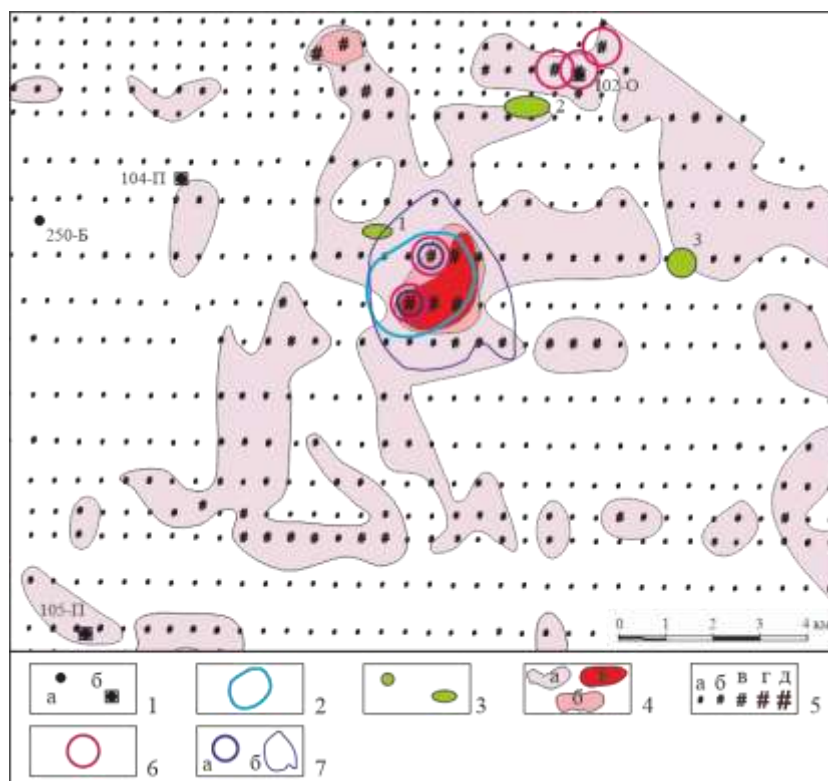 102-О
2
104-П
1
250-Б
3
105-П
0 1 2 3 4 км
а б 1
2
3
а б в 4
а б в г д 5
6
а б 7